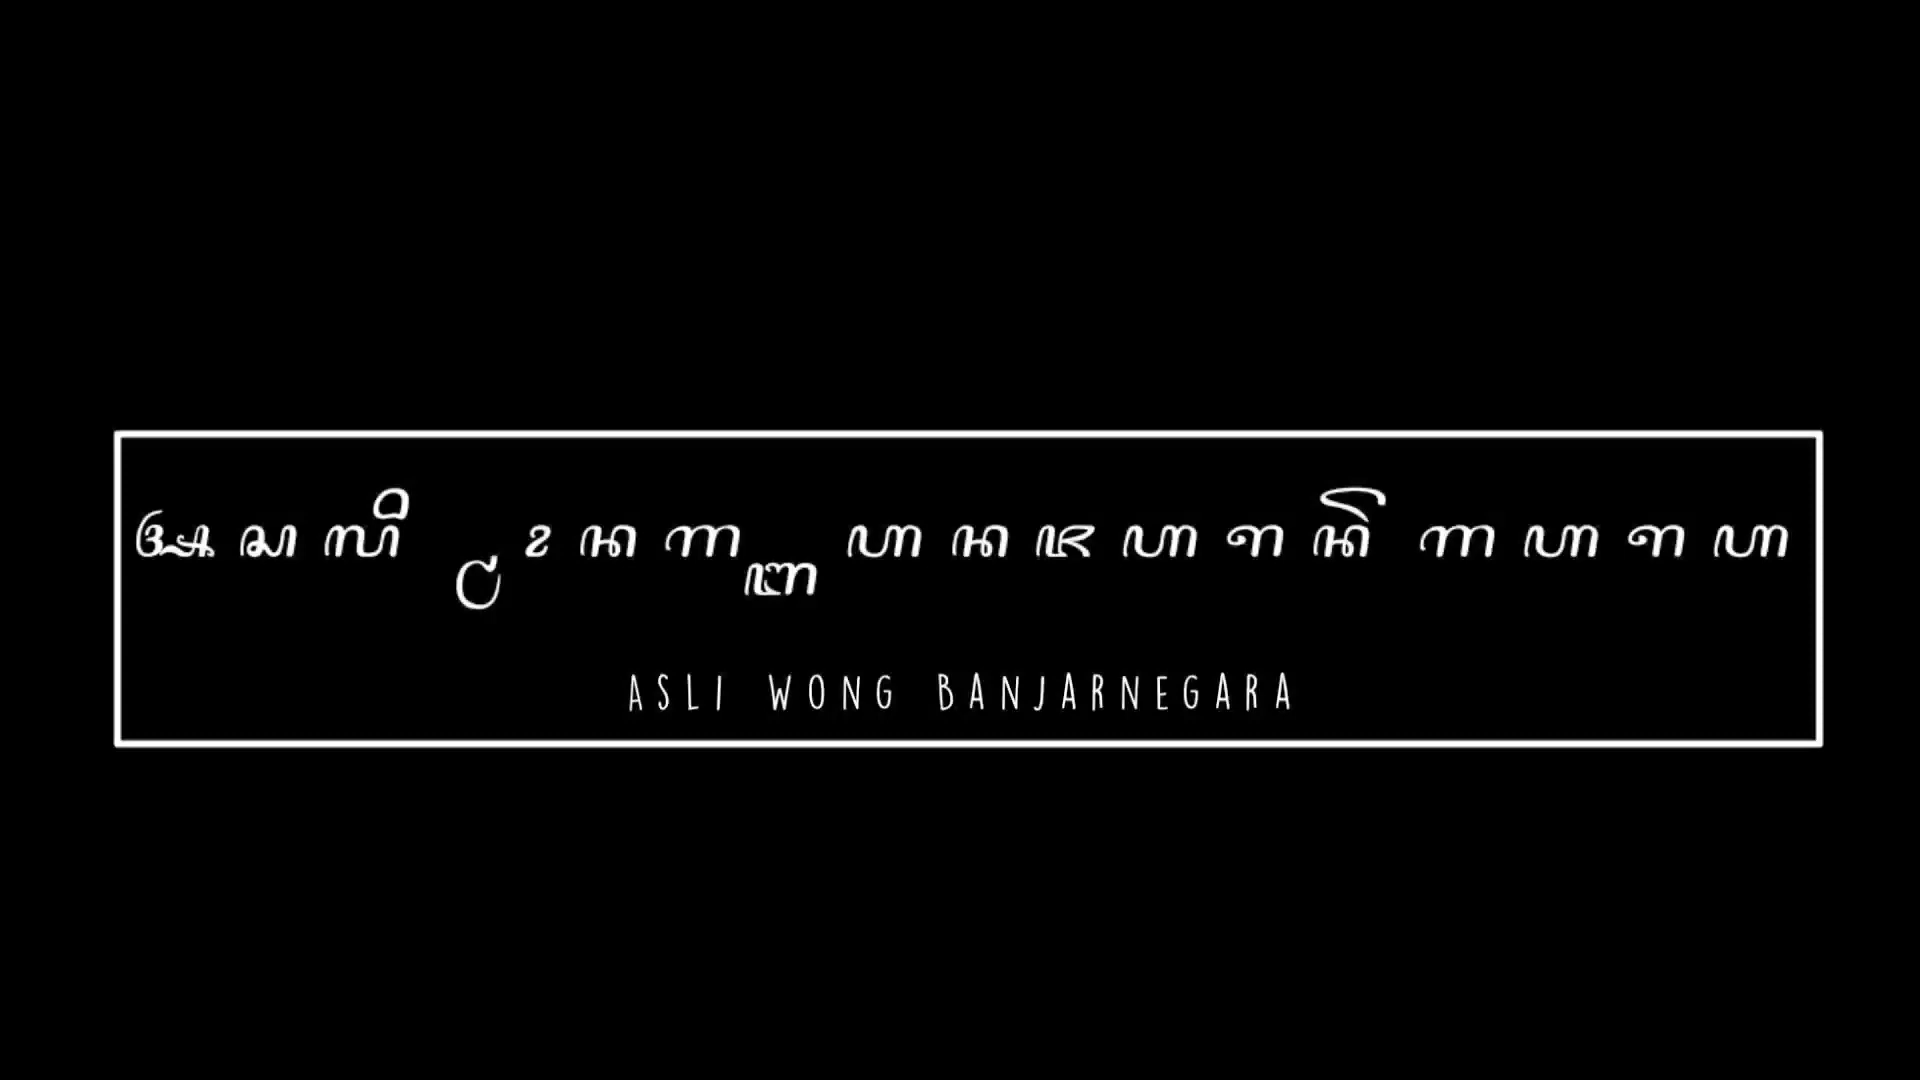 ꦄ ꦱ ꦭꦶ ꧀ꦮ ꦴ ꦤ ꦒ ꧀ꦧ ꦲ ꦤ ꦗ ꦲ ꦫ ꦤꦂ ꦒ ꦲ ꦫ ꦲ
ASLI WONG BANJARNEGARA